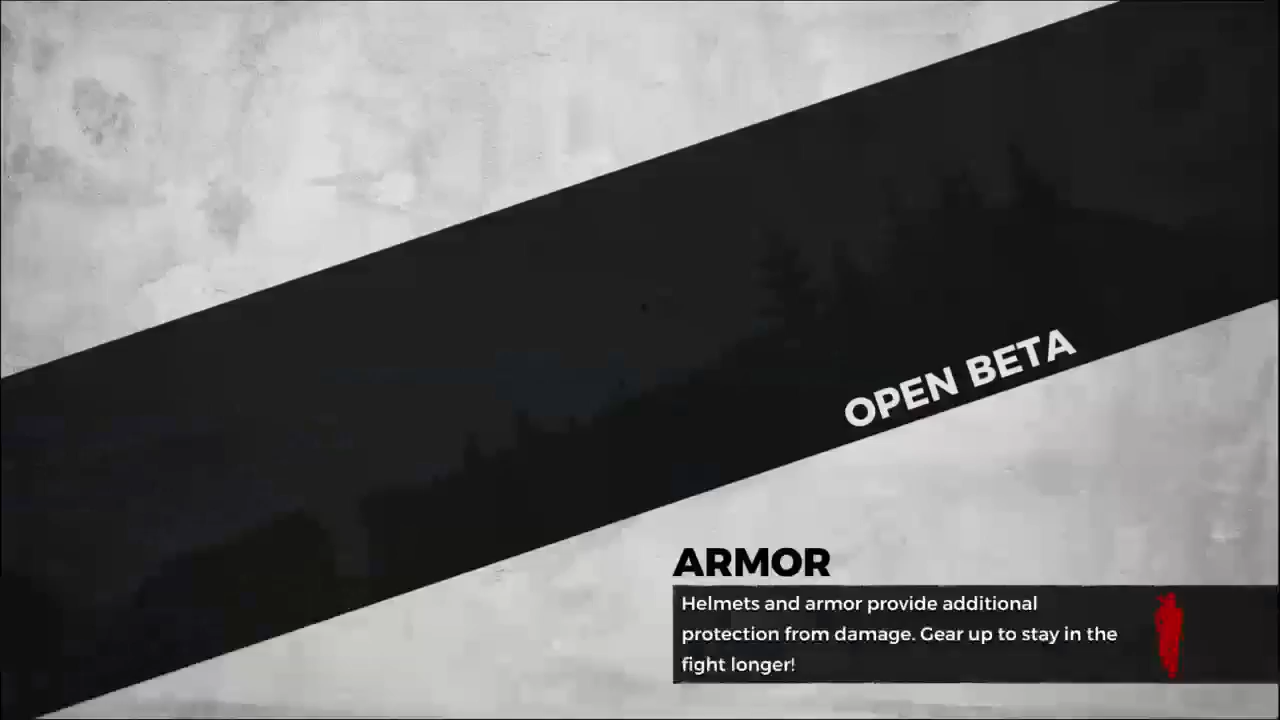 OPEN BETA
ARMOR
Helmets and armor provide additional
protection from damage. Gear up to stay in the
fight longer!